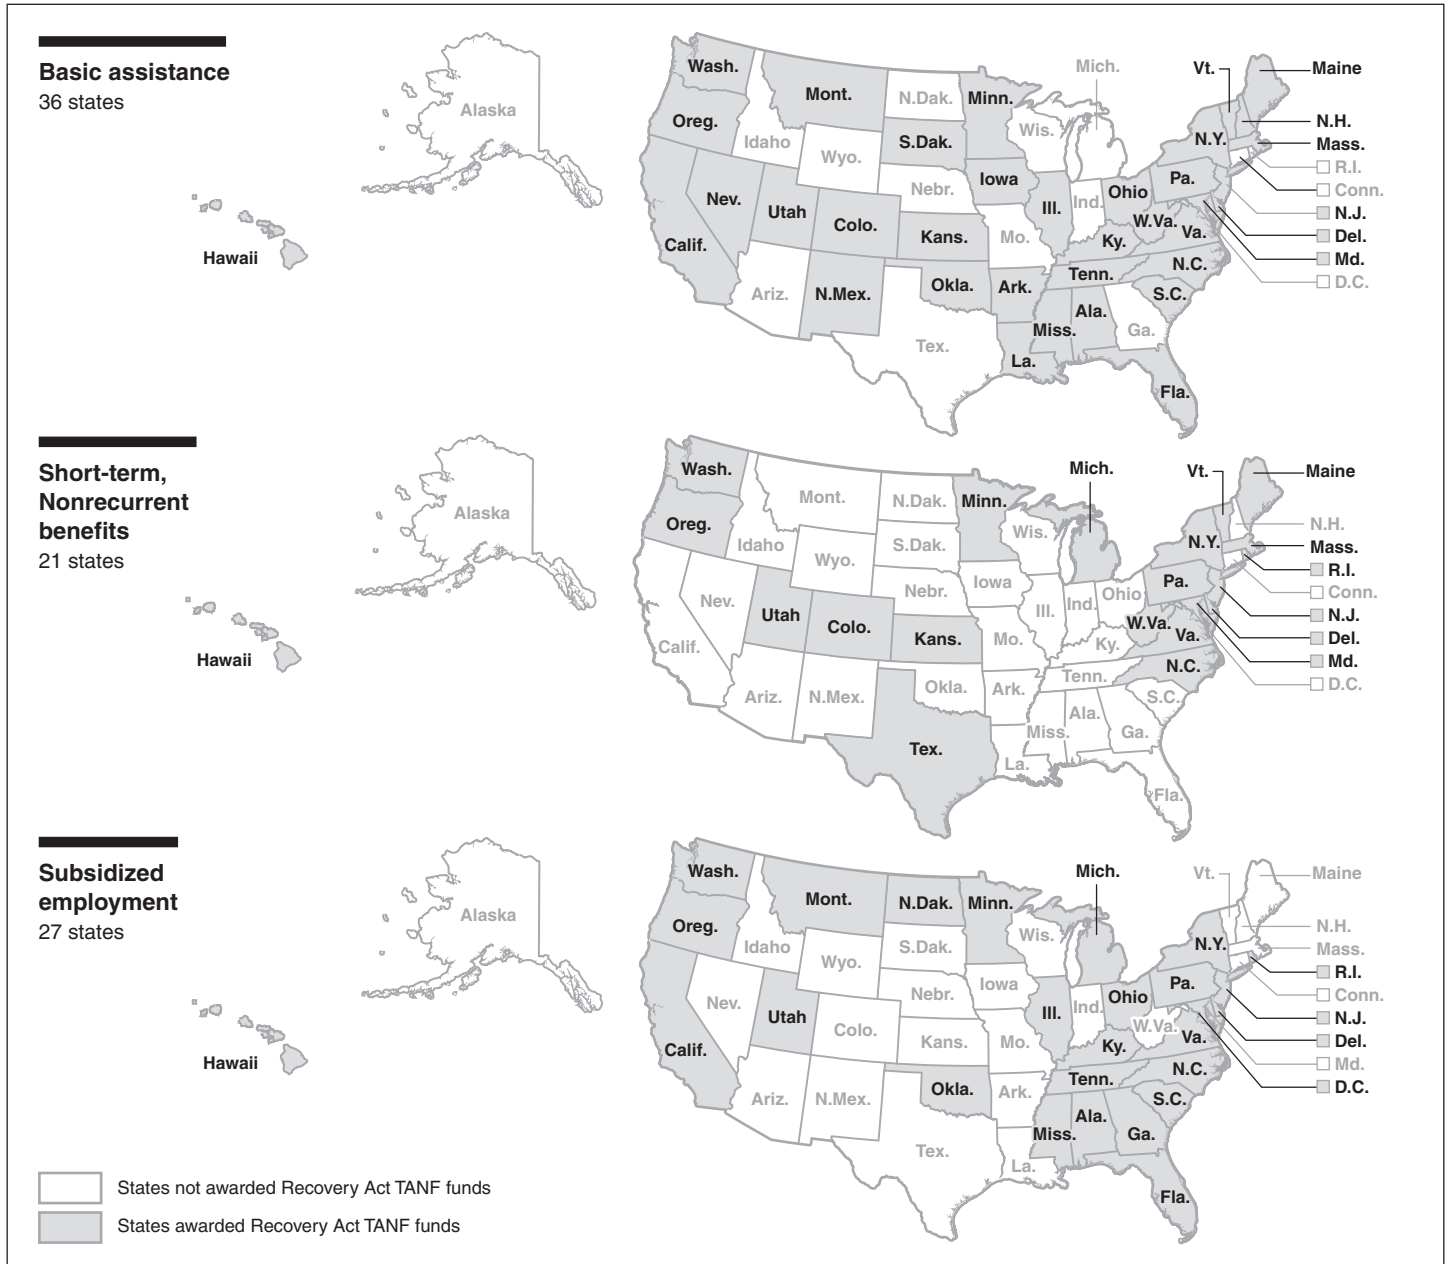 Basic assistance
36 states
Alaska
Hawaii
Wash.
Oreg.
Calif.
Nev.
Idaho
Mont.
Wyo.
Utah
Colo.
Ariz.
N.Mex.
N.Dak.
S.Dak.
Nebr.
Kans.
Okla.
Tex.
Minn.
Iowa
Mo.
Ark.
La.
Wis.
Ill.
Mich.
Ind.
Ohio
Ky.
Tenn.
Miss.
Ala.
Ga.
Fla.
S.C.
N.C.
Va.
W.Va.
Pa.
N.Y.
Vt.
Maine
N.H.
Mass.
R.I.
Conn.
N.J.
Del.
Md.
D.C.
Short-term,
Nonrecurrent
benefits
21 states
Alaska
Hawaii
Wash.
Oreg.
Calif.
Nev.
Idaho
Mont.
Wyo.
Utah
Colo.
Ariz.
N.Mex.
N.Dak.
S.Dak.
Nebr.
Kans.
Okla.
Tex.
Minn.
Iowa
Mo.
Ark.
La.
Wis.
Ill.
Mich.
Ind.
Ohio
Ky.
Tenn.
Miss.
Ala.
Ga.
Fla.
S.C.
N.C.
Va.
W.Va.
Pa.
N.Y.
Vt.
Maine
N.H.
Mass.
R.I.
Conn.
N.J.
Del.
Md.
D.C.
Subsidized
employment
27 states
Alaska
Hawaii
Wash.
Oreg.
Calif.
Nev.
Idaho
Mont.
Wyo.
Utah
Colo.
Ariz.
N.Mex.
N.Dak.
S.Dak.
Nebr.
Kans.
Okla.
Tex.
Minn.
Iowa
Mo.
Ark.
La.
Wis.
Ill.
Mich.
Ind.
Ohio
Ky.
Tenn.
Miss.
Ala.
Ga.
Fla.
S.C.
N.C.
Va.
W.Va.
Pa.
N.Y.
Vt.
Maine
N.H.
Mass.
R.I.
Conn.
N.J.
Del.
Md.
D.C.
States not awarded Recovery Act TANF funds
States awarded Recovery Act TANF funds